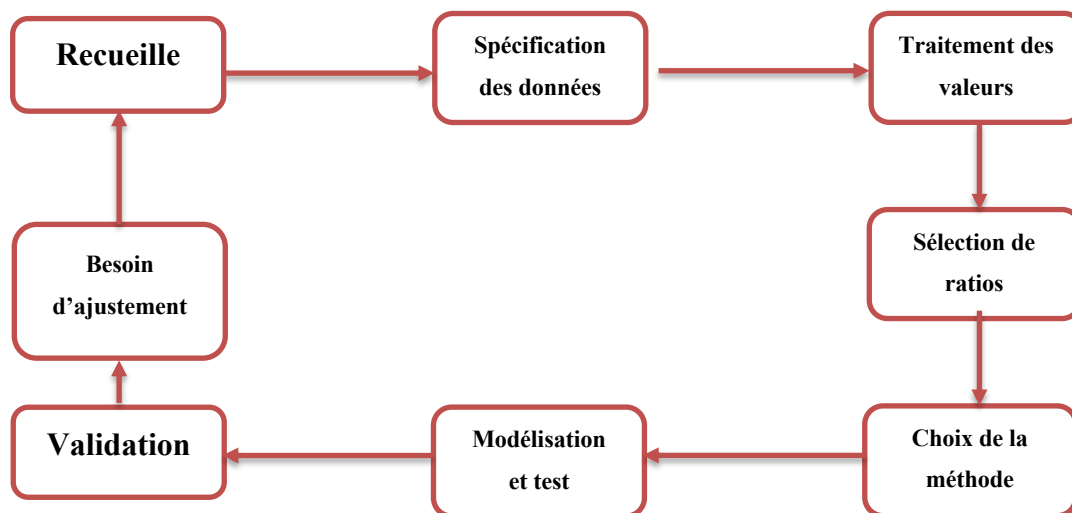 Recueille
Spécification
des données
Traitement des
valeurs
Sélection de
ratios
Choix de la
méthode
Modélisation
et test
Validation
Besoin
d’ajustement